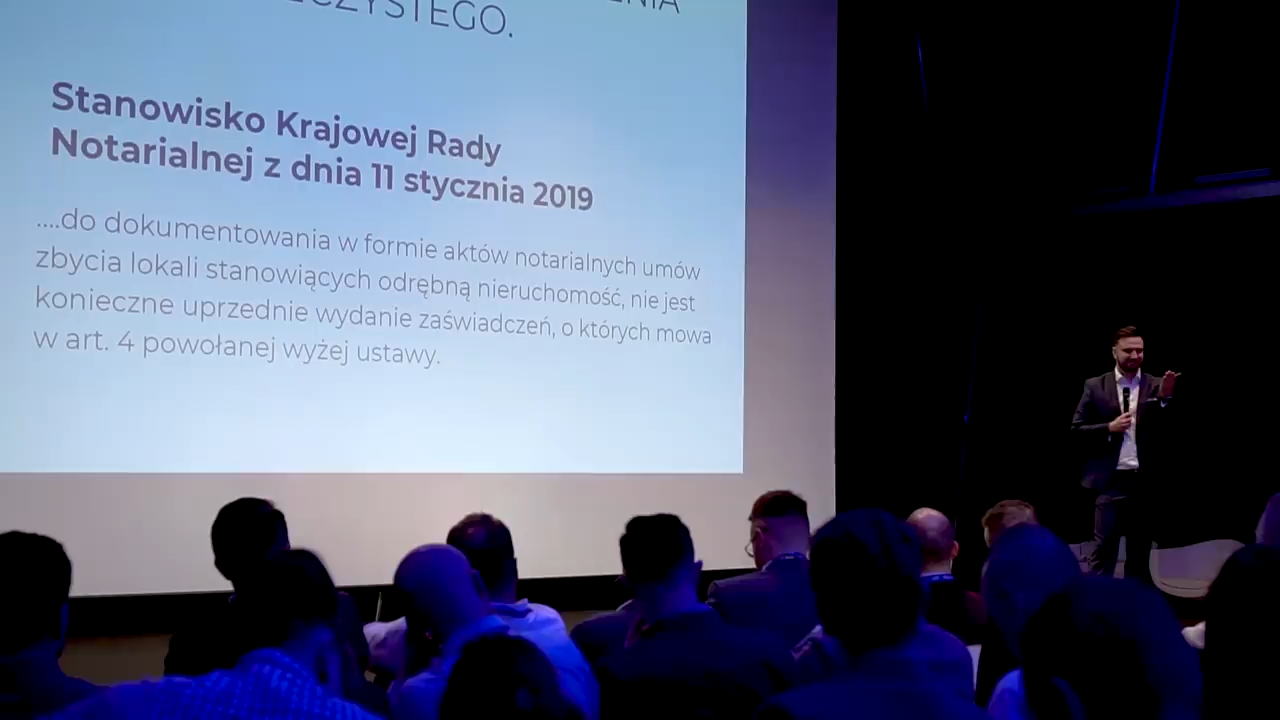 Stanowisko Krajowej Rady
Notarialnej z dnia 11 stycznia 2019
....do dokumentowania w formie aktów notarialnych umów
zbycia lokali stanowiących odrębną nieruchomość, nie jest
konieczne uprzednie wydanie zaświadczeń, o których mowa
w art. 4 powołanej wyżej ustawy.